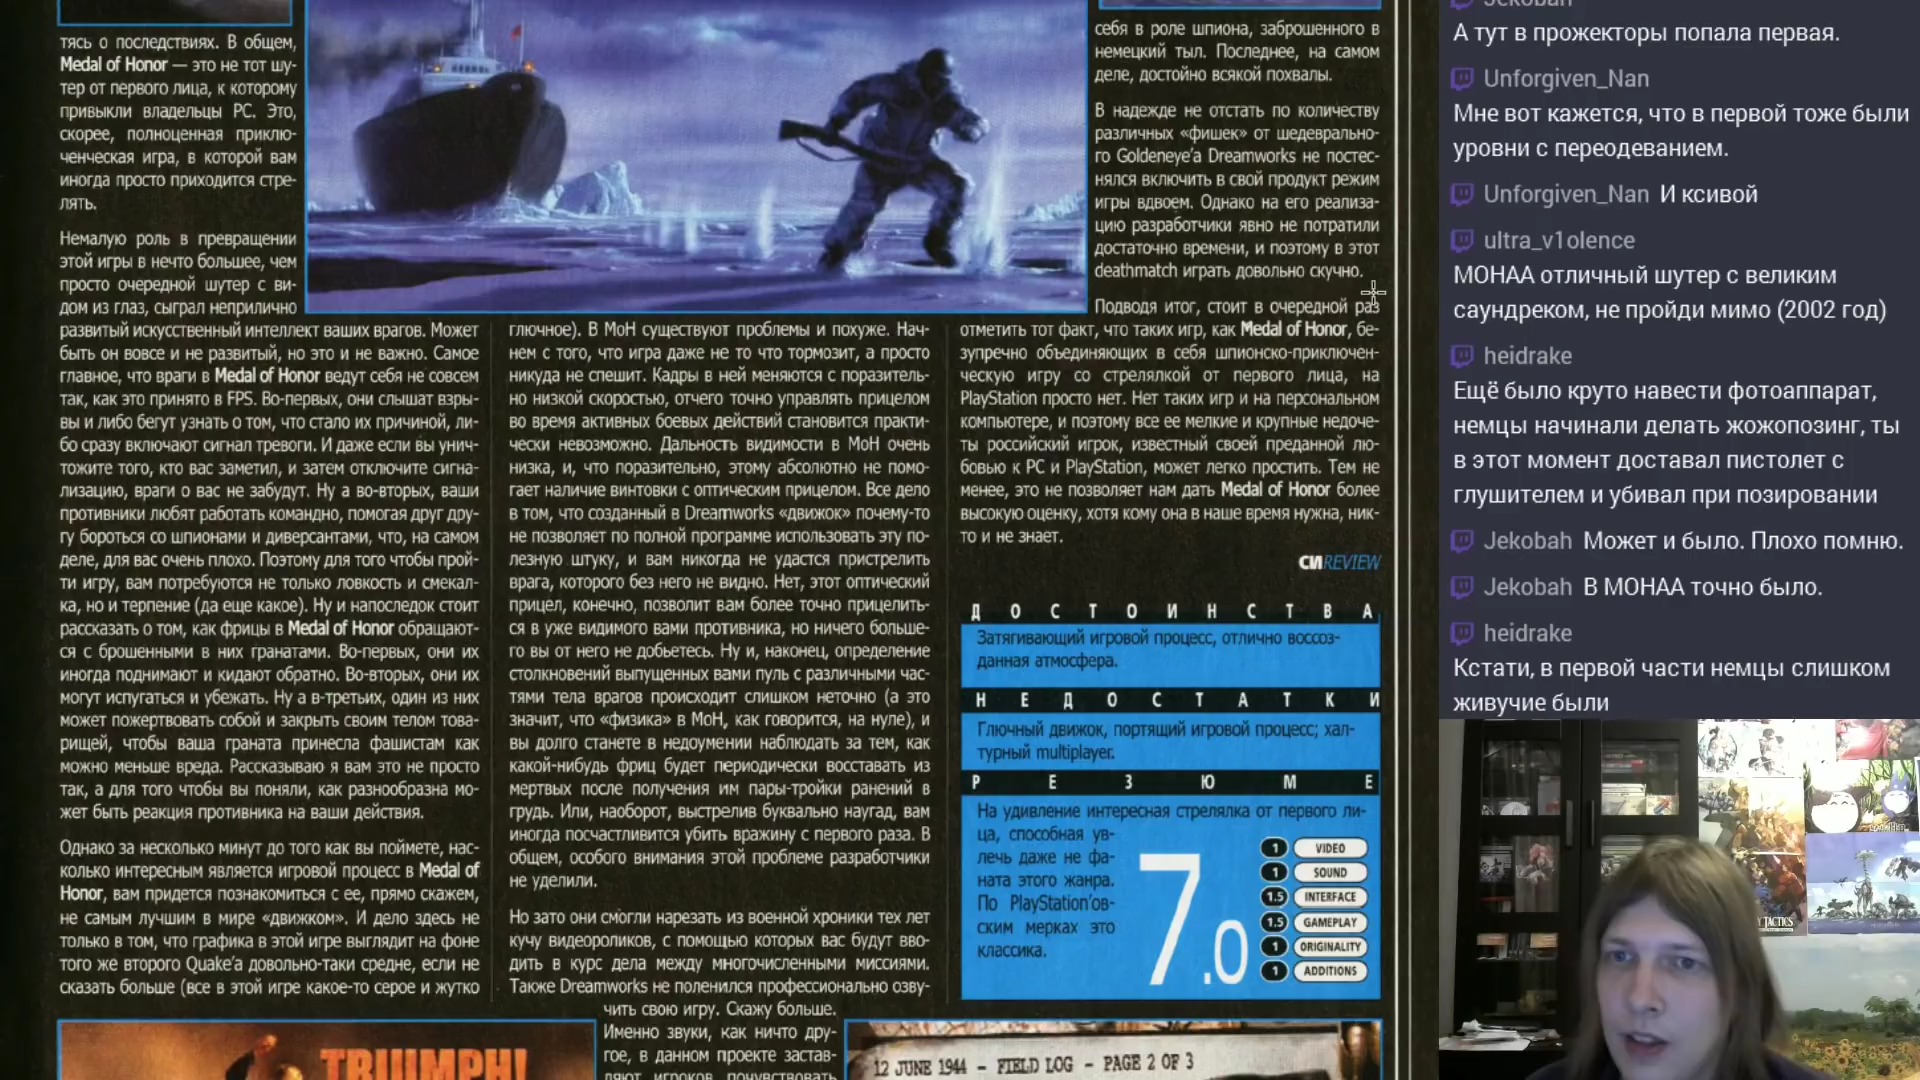 тясь о последствиях. В общем,
Medal of Honor — это не тот шу-
тер от первого лица, к которому
привыкли владельцы PC. Это,
скорее, полноценная приклю-
ченческая игра, в которой вам
иногда просто приходится стре-
лять.
Немалую роль в превращении
этой игры в нечто большее, чем
просто очередной шутер с ви-
дом из глаз, сыграл неприлично
развитый искусственный интеллект ваших врагов. Может
быть он вовсе и не развитый, но это и не важно. Самое
главное, что враги в Medal of Honor ведут себя не совсем
так, как это принято в FPS. Во-первых, они слышат взры-
вы и либо бегут узнать о том, что стало их причиной, ли-
бо сразу включают сигнал тревоги. И даже если вы унич-
тожите того, кто вас заметил, и затем отключите сигна-
лизацию, враги о вас не забудут. Ну а во-вторых, ваши
противники любят работать командно, помогая друг дру-
гу бороться со шпионами и диверсантами, что, на самом
деле, для вас очень плохо. Поэтому для того чтобы прой-
ти игру, вам потребуются не только ловкость и смекал-
ка, но и терпение (да еще какое). Ну и напоследок стоит
рассказать о том, как фрицы в Medal of Honor обращают-
ся с брошенными в них гранатами. Во-первых, они их
иногда поднимают и кидают обратно. Во-вторых, они их
могут испугаться и убежать. Ну а в-третьих, один из них
может пожертвовать собой и закрыть своим телом това-
рищей, чтобы ваша граната принесла фашистам как
можно меньше вреда. Рассказываю я вам это не просто
так, а для того чтобы вы поняли, как разнообразна мо-
жет быть реакция противника на ваши действия.
Однако за несколько минут до того как вы поймете, нас-
колько интересным является игровой процесс в Medal of
Honor, вам придется познакомиться с ее, прямо скажем,
не самым лучшим в мире «движком». И дело здесь не
только в том, что графика в этой игре выглядит на фоне
того же второго Quake'а довольно-таки средне, если не
сказать больше (все в этой игре какое-то серое и жутко
глючное). В МоН существуют проблемы и похуже. Нач-
нем с того, что игра даже не то что тормозит, а просто
никуда не спешит. Кадры в ней меняются с поразитель-
но низкой скоростью, отчего точно управлять прицелом
во время активных боевых действий становится практи-
чески невозможно. Дальность видимости в МоН очень
низка, и, что поразительно, этому абсолютно не помо-
гает наличие винтовки с оптическим прицелом. Все дело
в том, что созданный в Dreamworks «движок» почему-то
не позволяет по полной программе использовать эту по-
лезную штуку, и вам никогда не удастся пристрелить
врага, которого без него не видно. Нет, этот оптический
прицел, конечно, позволит вам более точно прицелить-
ся в уже видимого вами противника, но ничего больше-
го вы от него не добьетесь. Ну и, наконец, определение
столкновений выпущенных вами пуль с различными час-
тями тела врагов происходит слишком неточно (а это
значит, что «физика» в МоН, как говорится, на нуле), и
вы долго станете в недоумении наблюдать за тем, как
какой-нибудь фриц будет периодически восставать из
мертвых после получения им пары-тройки ранений в
грудь. Или, наоборот, выстрелив буквально наугад, вам
иногда посчастливится убить вражину с первого раза. В
общем, особого внимания этой проблеме разработчики
не уделили.
Но зато они смогли нарезать из военной хроники тех лет
кучу видеороликов, с помощью которых вас будут вво-
дить в курс дела между многочисленными миссиями.
Также Dreamworks не поленился профессионально озву-
чить свою игру. Скажу больше.
Именно звуки, как ничто дру-
гое, в данном проекте застав-
ляют игроков почувствовать
себя в роле шпиона, заброшенного в
немецкий тыл. Последнее, на самом
деле, достойно всякой похвалы.
В надежде не отстать по количеству
различных «фишек» от шедеврально-
го Goldeneye'а Dreamworks не постес-
нялся включить в свой продукт режим
игры вдвоем. Однако на его реализа-
цию разработчики явно не потратили
достаточно времени, и поэтому в этот
deathmatch играть довольно скучно.
Подводя итог, стоит в очередной раз
отметить тот факт, что таких игр, как Medal of Honor, бе-
зупречно объединяющих в себя шпионско-приключен-
ческую игру со стрелялкой от первого лица, на
PlayStation просто нет. Нет таких игр и на персональном
компьютере, и поэтому все ее мелкие и крупные недоче-
ты российский игрок, известный своей преданной лю-
бовью к PC и PlayStation, может легко простить. Тем не
менее, это не позволяет нам дать Medal of Honor более
высокую оценку, хотя кому она в наше время нужна, ник-
то и не знает.
СИREVIEW
ДОСТОИНСТВА
Затягивающий игровой процесс, отлично воссоз-
данная атмосфера.
НЕДОСТАТКИ
Глючный движок, портящий игровой процесс; хал-
турный multiplayer.
РЕЗЮМЕ
На удивление интересная стрелялка от первого ли-
ца, способная ув-
лечь даже не фа-
ната этого жанра.
По PlayStation'ов-
ским меркам это
классика.
7.0
1 VIDEO
1 SOUND
1.5 INTERFACE
1.5 GAMEPLAY
1 ORIGINALITY
1 ADDITIONS
TRIUMPH!
12 JUNE 1944 – FIELD LOG – PAGE 2 OF 3
Jekobah
А тут в прожекторы попала первая.
Unforgiven_Nan
Мне вот кажется, что в первой тоже были
уровни с переодеванием.
Unforgiven_Nan И ксивой
ultra_v1olence
МОНАА отличный шутер с великим
саундреком, не пройди мимо (2002 год)
heidrake
Ещё было круто навести фотоаппарат,
немцы начинали делать жожопозинг, ты
в этот момент доставал пистолет с
глушителем и убивал при позировании
Jekobah Может и было. Плохо помню.
Jekobah В МОНАА точно было.
heidrake
Кстати, в первой части немцы слишком
живучие были
TACTICS